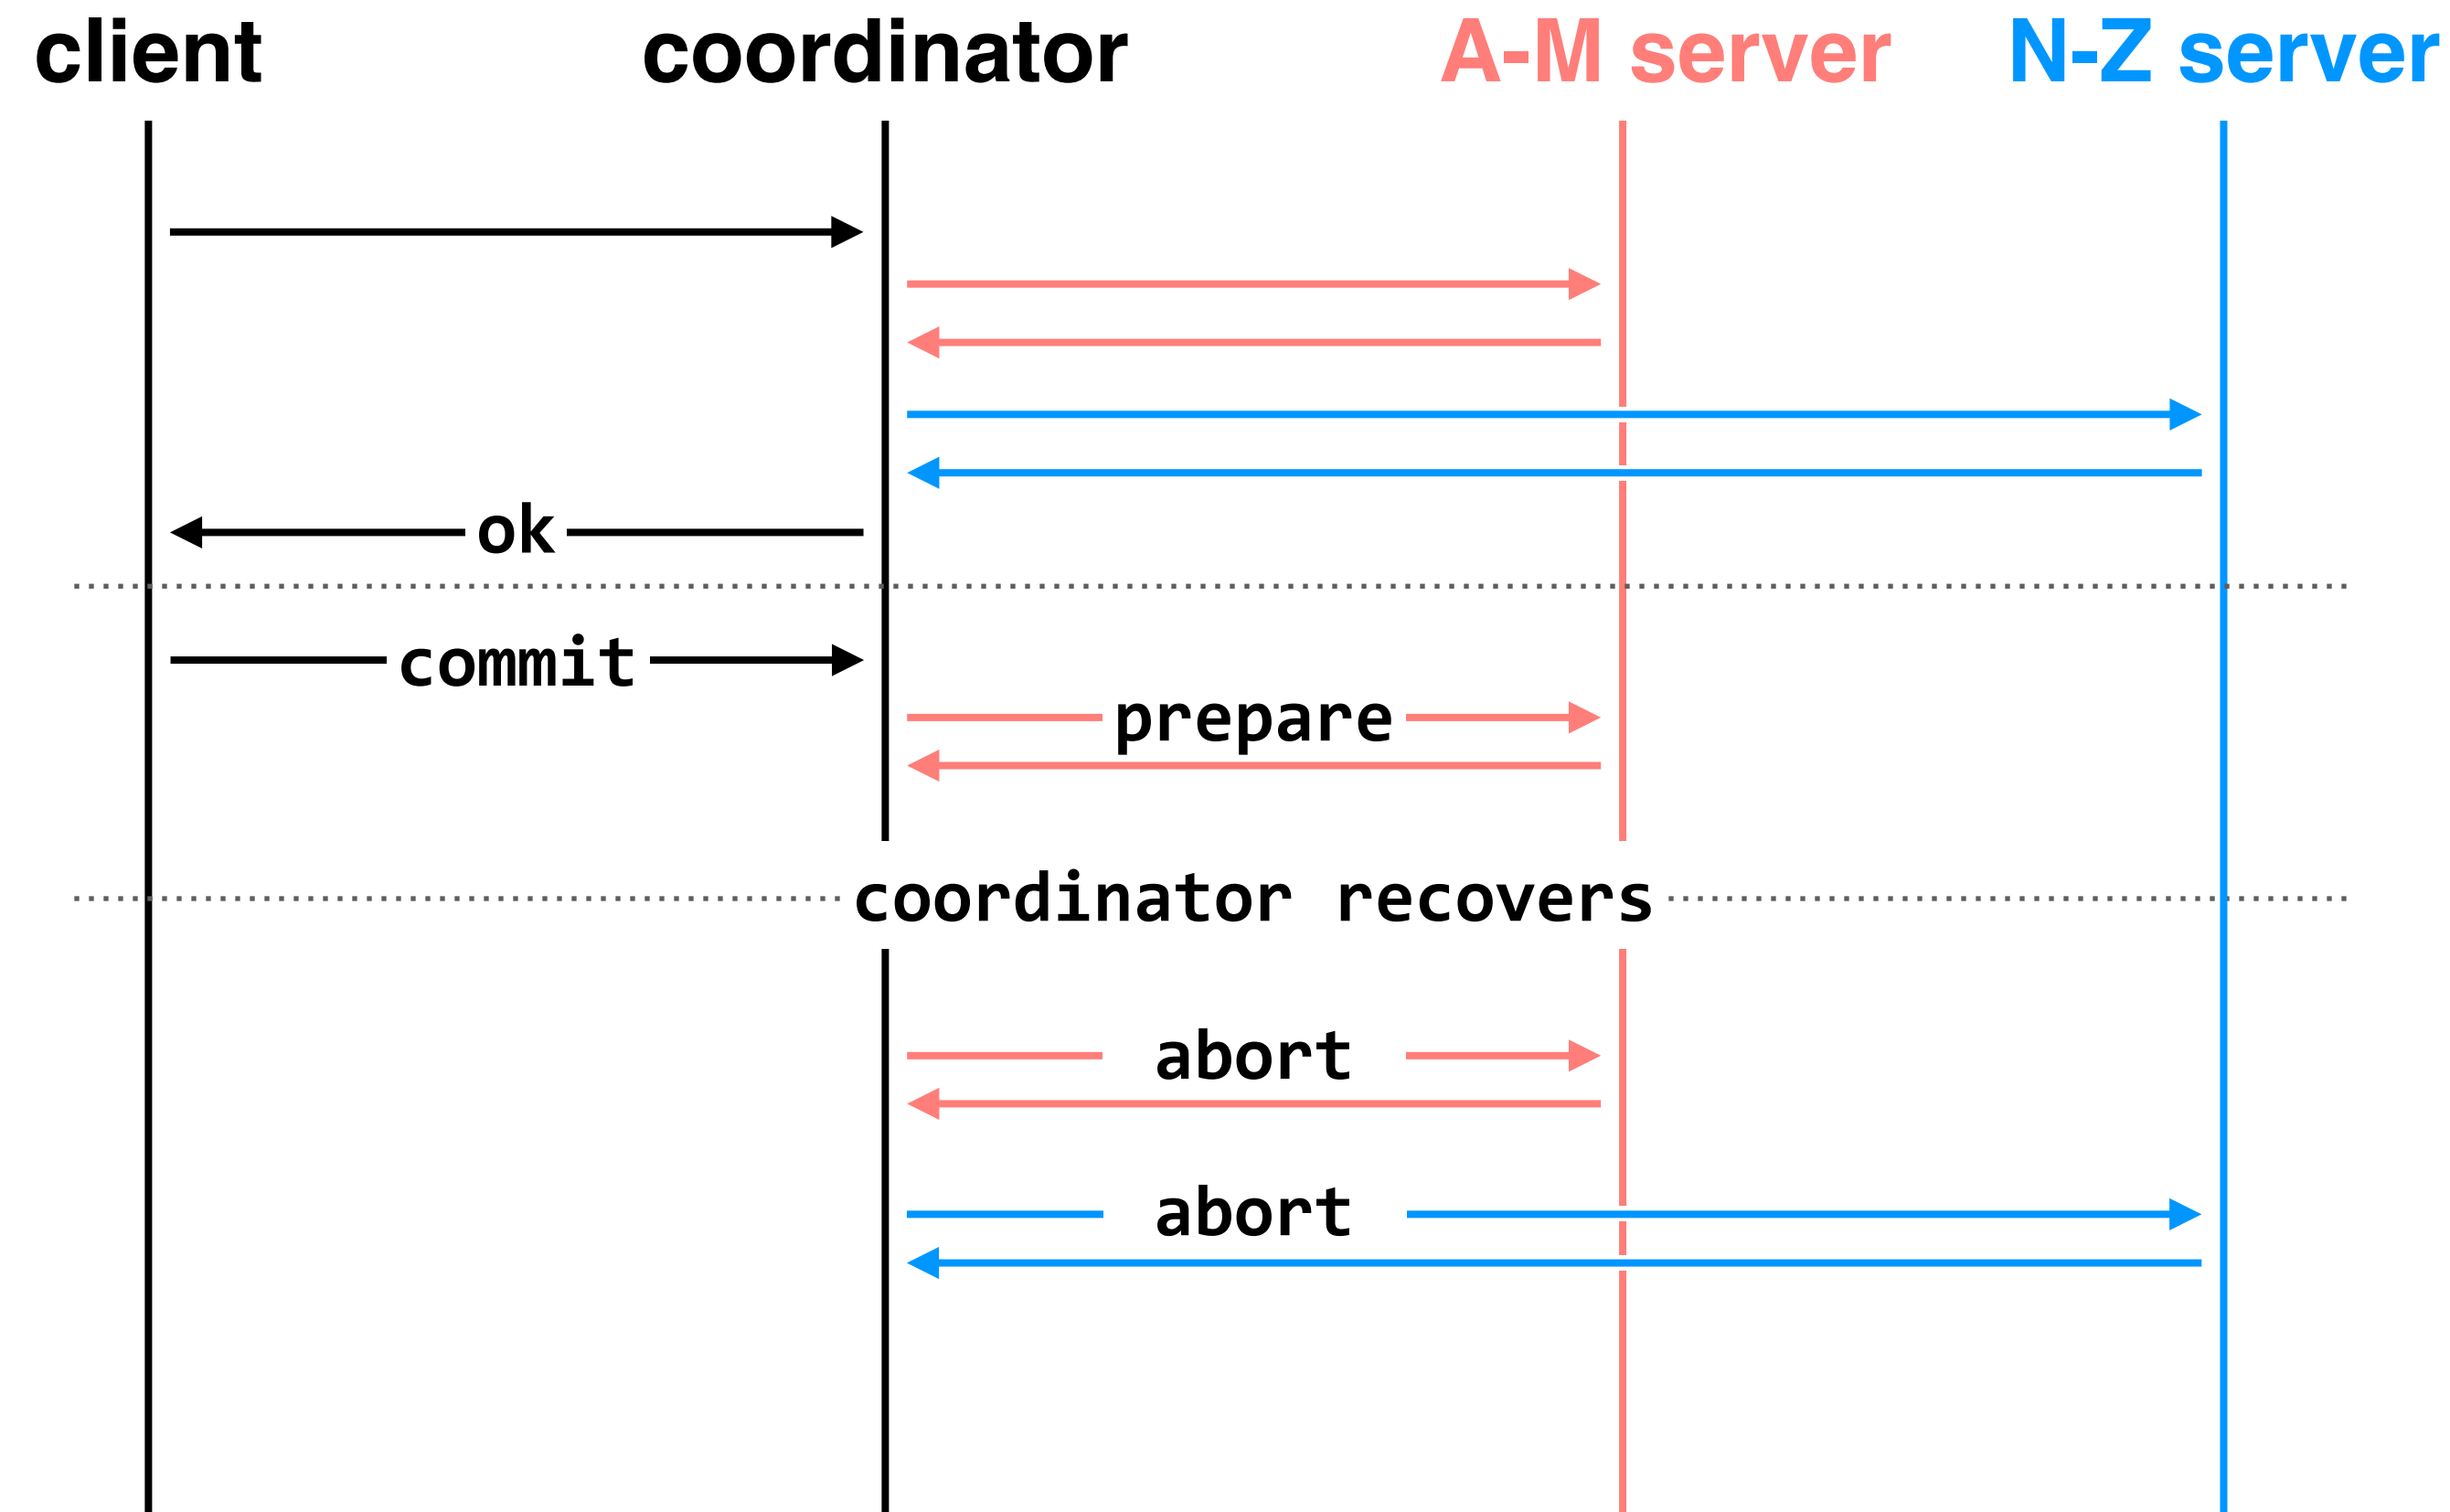 client
coordinator
A-M server
N-Z server
ok
commit
prepare
coordinator recovers
abort
abort